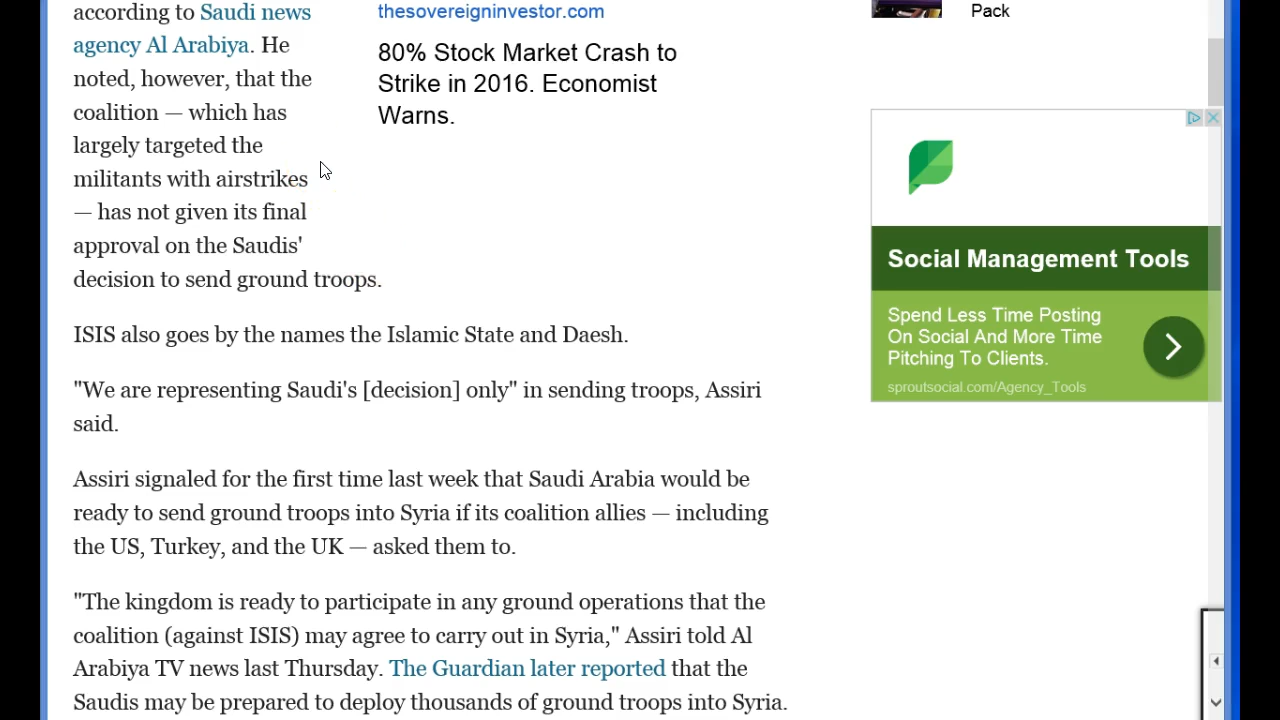 according to Saudi news
agency Al Arabiya. He
noted, however, that the
coalition — which has
largely targeted the
militants with airstrikes
— has not given its final
approval on the Saudis'
decision to send ground troops.
ISIS also goes by the names the Islamic State and Daesh.
"We are representing Saudi's [decision] only" in sending troops, Assiri
said.
Assiri signaled for the first time last week that Saudi Arabia would be
ready to send ground troops into Syria if its coalition allies — including
the US, Turkey, and the UK — asked them to.
"The kingdom is ready to participate in any ground operations that the
coalition (against ISIS) may agree to carry out in Syria," Assiri told Al
Arabiya TV news last Thursday. The Guardian later reported that the
Saudis may be prepared to deploy thousands of ground troops into Syria.
thesovereigninvestor.com
80% Stock Market Crash to
Strike in 2016. Economist
Warns.
Pack
Social Management Tools
Spend Less Time Posting
On Social And More Time
Pitching To Clients.
sproutsocial.com/Agency_Tools